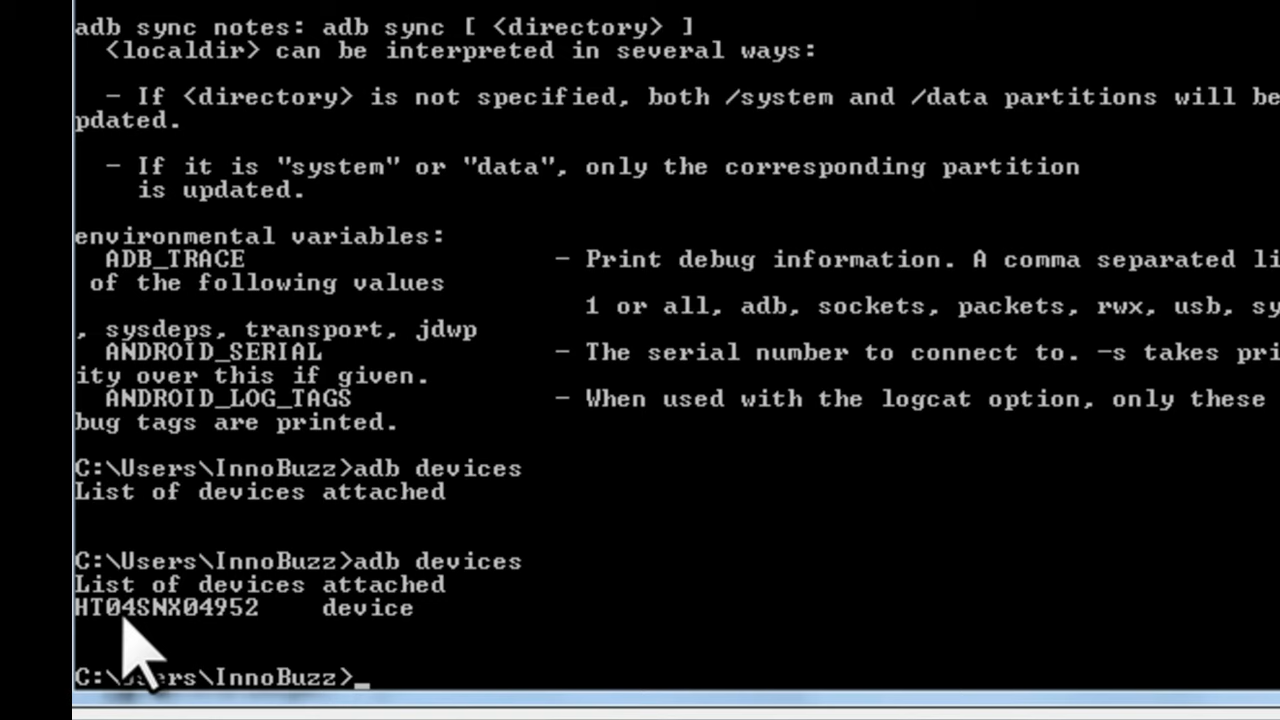 adb sync notes: adb sync [ <directory> ]
<localdir> can be interpreted in several ways:
- If <directory> is not specified, both /system and /data partitions will be
pdated.
- If it is "system" or "data", only the corresponding partition
is updated.
environmental variables:
ADB_TRACE - Print debug information. A comma separated li
of the following values
1 or all, adb, sockets, packets, rwx, usb, sy
, sysdeps, transport, jdwp
ANDROID_SERIAL - The serial number to connect to. -s takes pri
ity over this if given.
ANDROID_LOG_TAGS - When used with the logcat option, only these
bug tags are printed.
C:\Users\InnoBuzz>adb devices
List of devices attached
C:\Users\InnoBuzz>adb devices
List of devices attached
HT04SNX04952 device
C:\Users\InnoBuzz>_